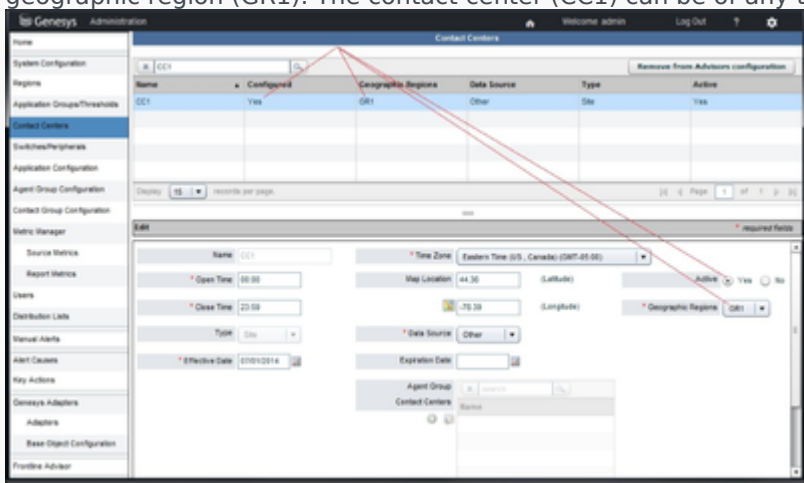 geographic region (GR1). The contact center (CC1) can be of any
Genesys Administration Welcome admin Log Out ?
Home
System Configuration
Regions
Application Groups/Thresholds
Contact Centers
Switches/Peripherals
Application Configuration
Agent Group Configuration
Contact Group Configuration
Metric Manager
Source Metrics
Report Metrics
Users
Distribution Lists
Manual Alerts
Alert Causes
Key Actions
Genesys Adapters
Adapters
Base Object Configuration
Frontline Advisor
Contact Centers
x CC1
Remove from Advisors configuration
Name Configured Geographic Regions Data Source Type Active
CC1 Yes GR1 Other Site Yes
Display 15 records per page. Page 1 of 1
Edit * required fields
Name CC1 * Time Zone Eastern Time (US , Canada) (GMT-05:00)
* Open Time 00:00 Map Location 44.38 (Latitude) Active Yes No
* Close Time 23:59 -78.39 (Longitude) * Geographic Regions GR1
Type Site * Data Source Other
* Effective Date 07/01/2014 Expiration Date
Agent Group Contact Centers x search
Name